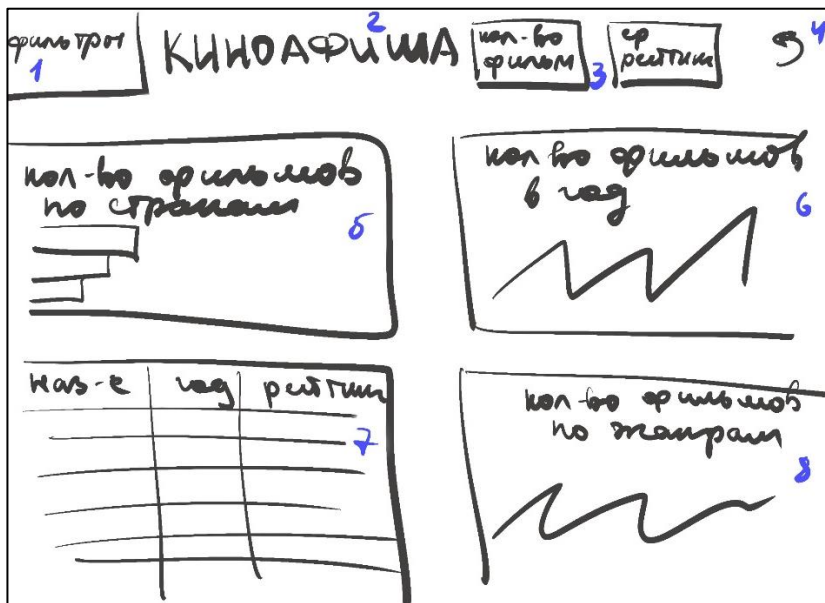 фильтры
1
КИНОАФИША
2
кол-во
фильм
3
ср
рейтинг
4
кол-во фильмов
по странам
5
кол-во фильмов
в год
6
наз-е год рейтинг
7
кол-во фильмов
по жанрам
8